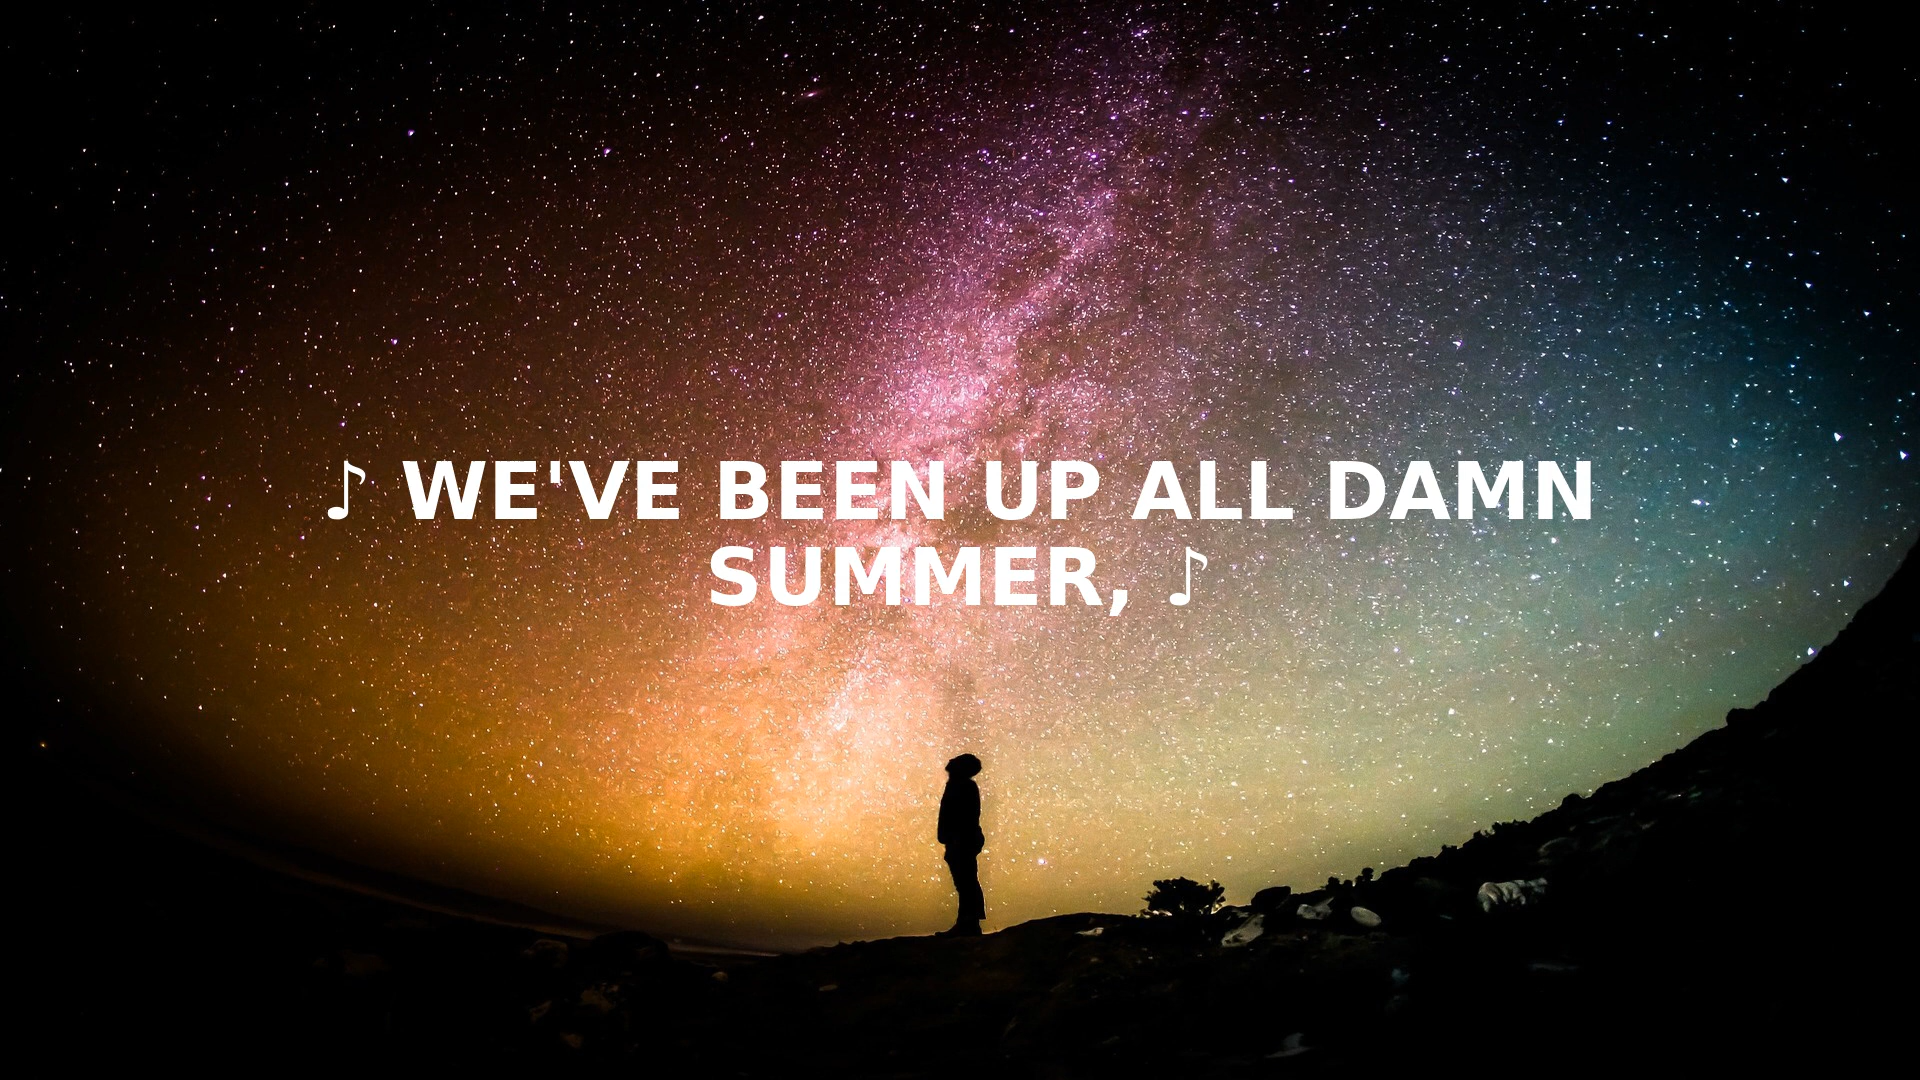 ♪ WE'VE BEEN UP ALL DAMN
SUMMER, ♪